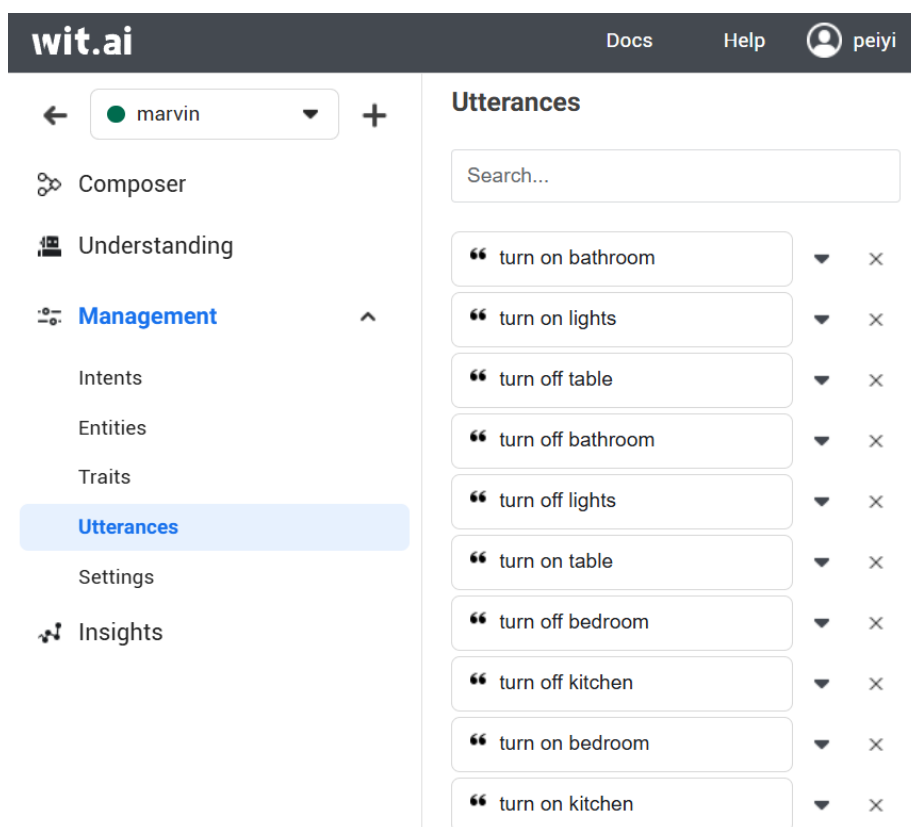 wit.ai
Docs Help peiyi
marvin
Composer
Understanding
Management
Intents
Entities
Traits
Utterances
Settings
Insights
Utterances
Search...
❝ turn on bathroom
❝ turn on lights
❝ turn off table
❝ turn off bathroom
❝ turn off lights
❝ turn on table
❝ turn off bedroom
❝ turn off kitchen
❝ turn on bedroom
❝ turn on kitchen